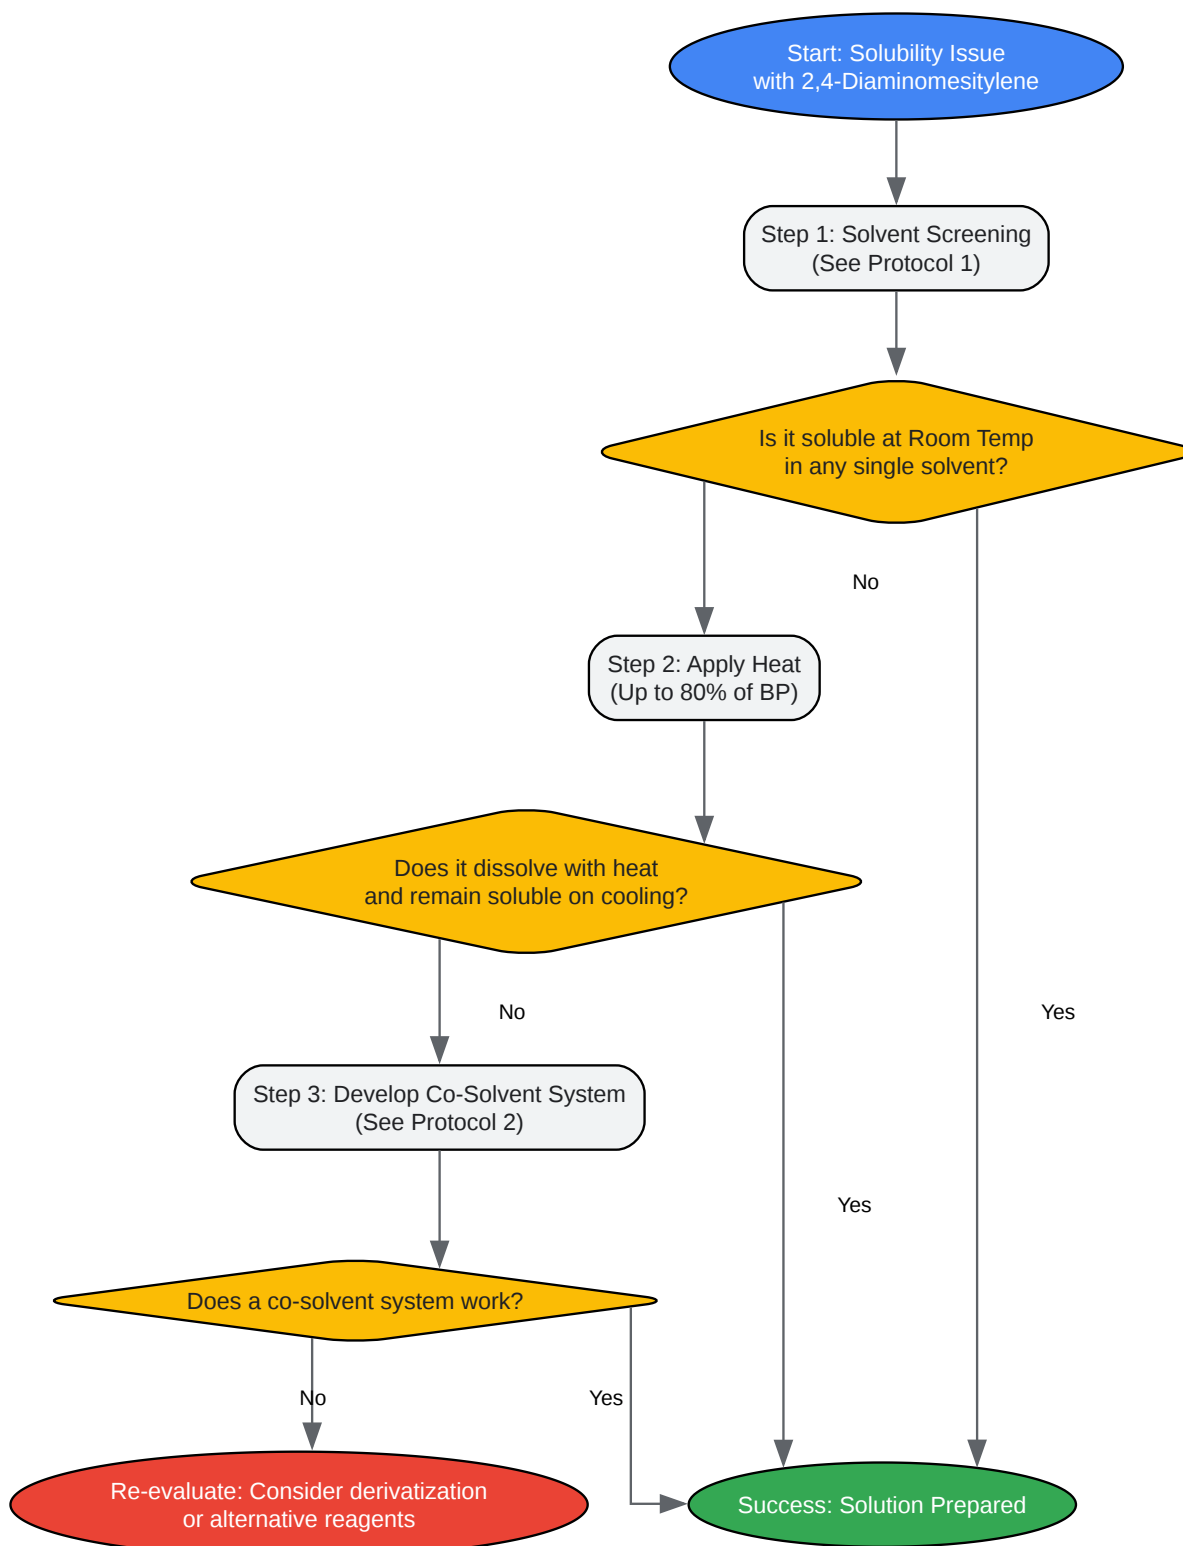 Start: Solubility Issue
with 2,4-Diaminomesitylene
Step 1: Solvent Screening
(See Protocol 1)
Is it soluble at Room Temp
in any single solvent?
No
Step 2: Apply Heat
(Up to 80% of BP)
Does it dissolve with heat
and remain soluble on cooling?
No
Yes
Step 3: Develop Co-Solvent System
(See Protocol 2)
Yes
Does a co-solvent system work?
No
Yes
Re-evaluate: Consider derivatization
or alternative reagents
Success: Solution Prepared